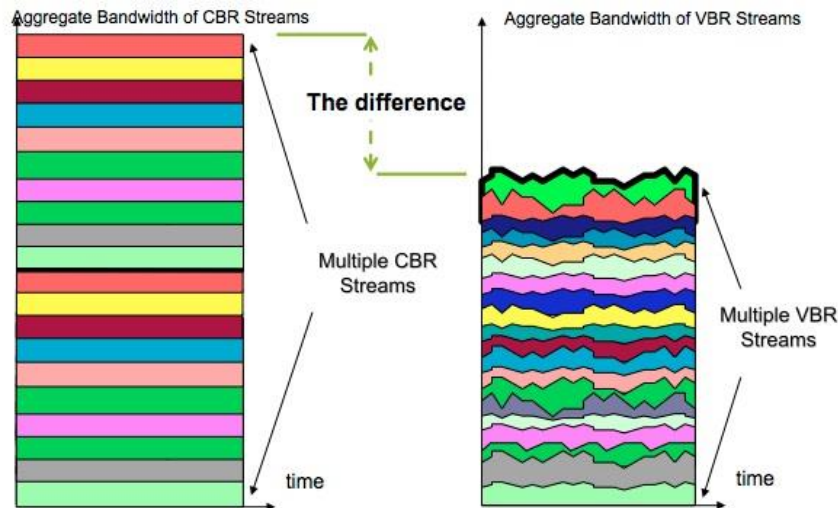 Aggregate Bandwidth of CBR Streams
Aggregate Bandwidth of VBR Streams
The difference
Multiple CBR
Streams
Multiple VBR
Streams
time
time